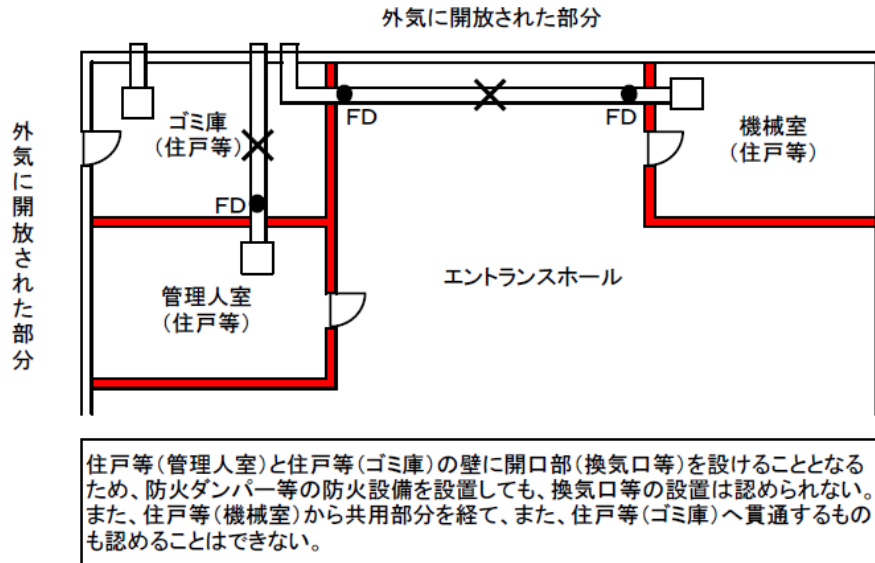 外気に開放された部分
外気に開放された部分
ゴミ庫
(住戸等)
FD
FD
FD
機械室
(住戸等)
管理人室
(住戸等)
エントランスホール
住戸等(管理人室)と住戸等(ゴミ庫)の壁に開口部(換気口等)を設けることとなる
ため、防火ダンパー等の防火設備を設置しても、換気口等の設置は認められない。
また、住戸等(機械室)から共用部分を経て、また、住戸等(ゴミ庫)へ貫通するもの
も認めることはできない。